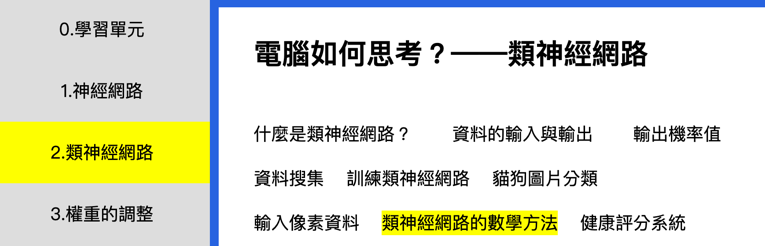 0.學習單元
1.神經網路
2.類神經網路
3.權重的調整
電腦如何思考？——類神經網路
什麼是類神經網路？ 資料的輸入與輸出 輸出機率值
資料搜集 訓練類神經網路 貓狗圖片分類
輸入像素資料 類神經網路的數學方法 健康評分系統